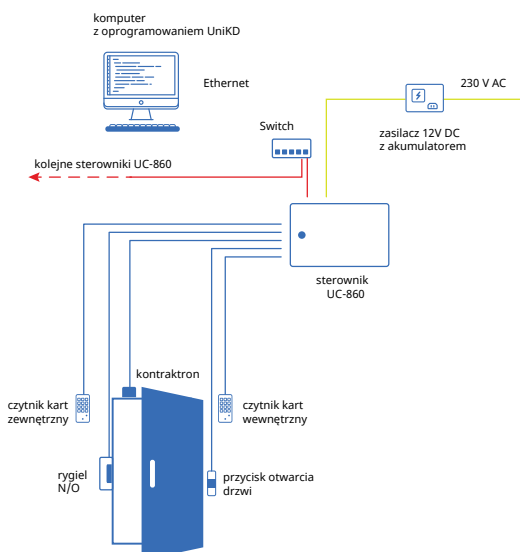 komputer
z oprogramowaniem UniKD
Ethernet
230 V AC
Switch
zasilacz 12V DC
z akumulatorem
kolejne sterowniki UC-860
sterownik
UC-860
kontraktron
czytnik kart
zewnętrzny
czytnik kart
wewnętrzny
rygiel
N/O
przycisk otwarcia
drzwi